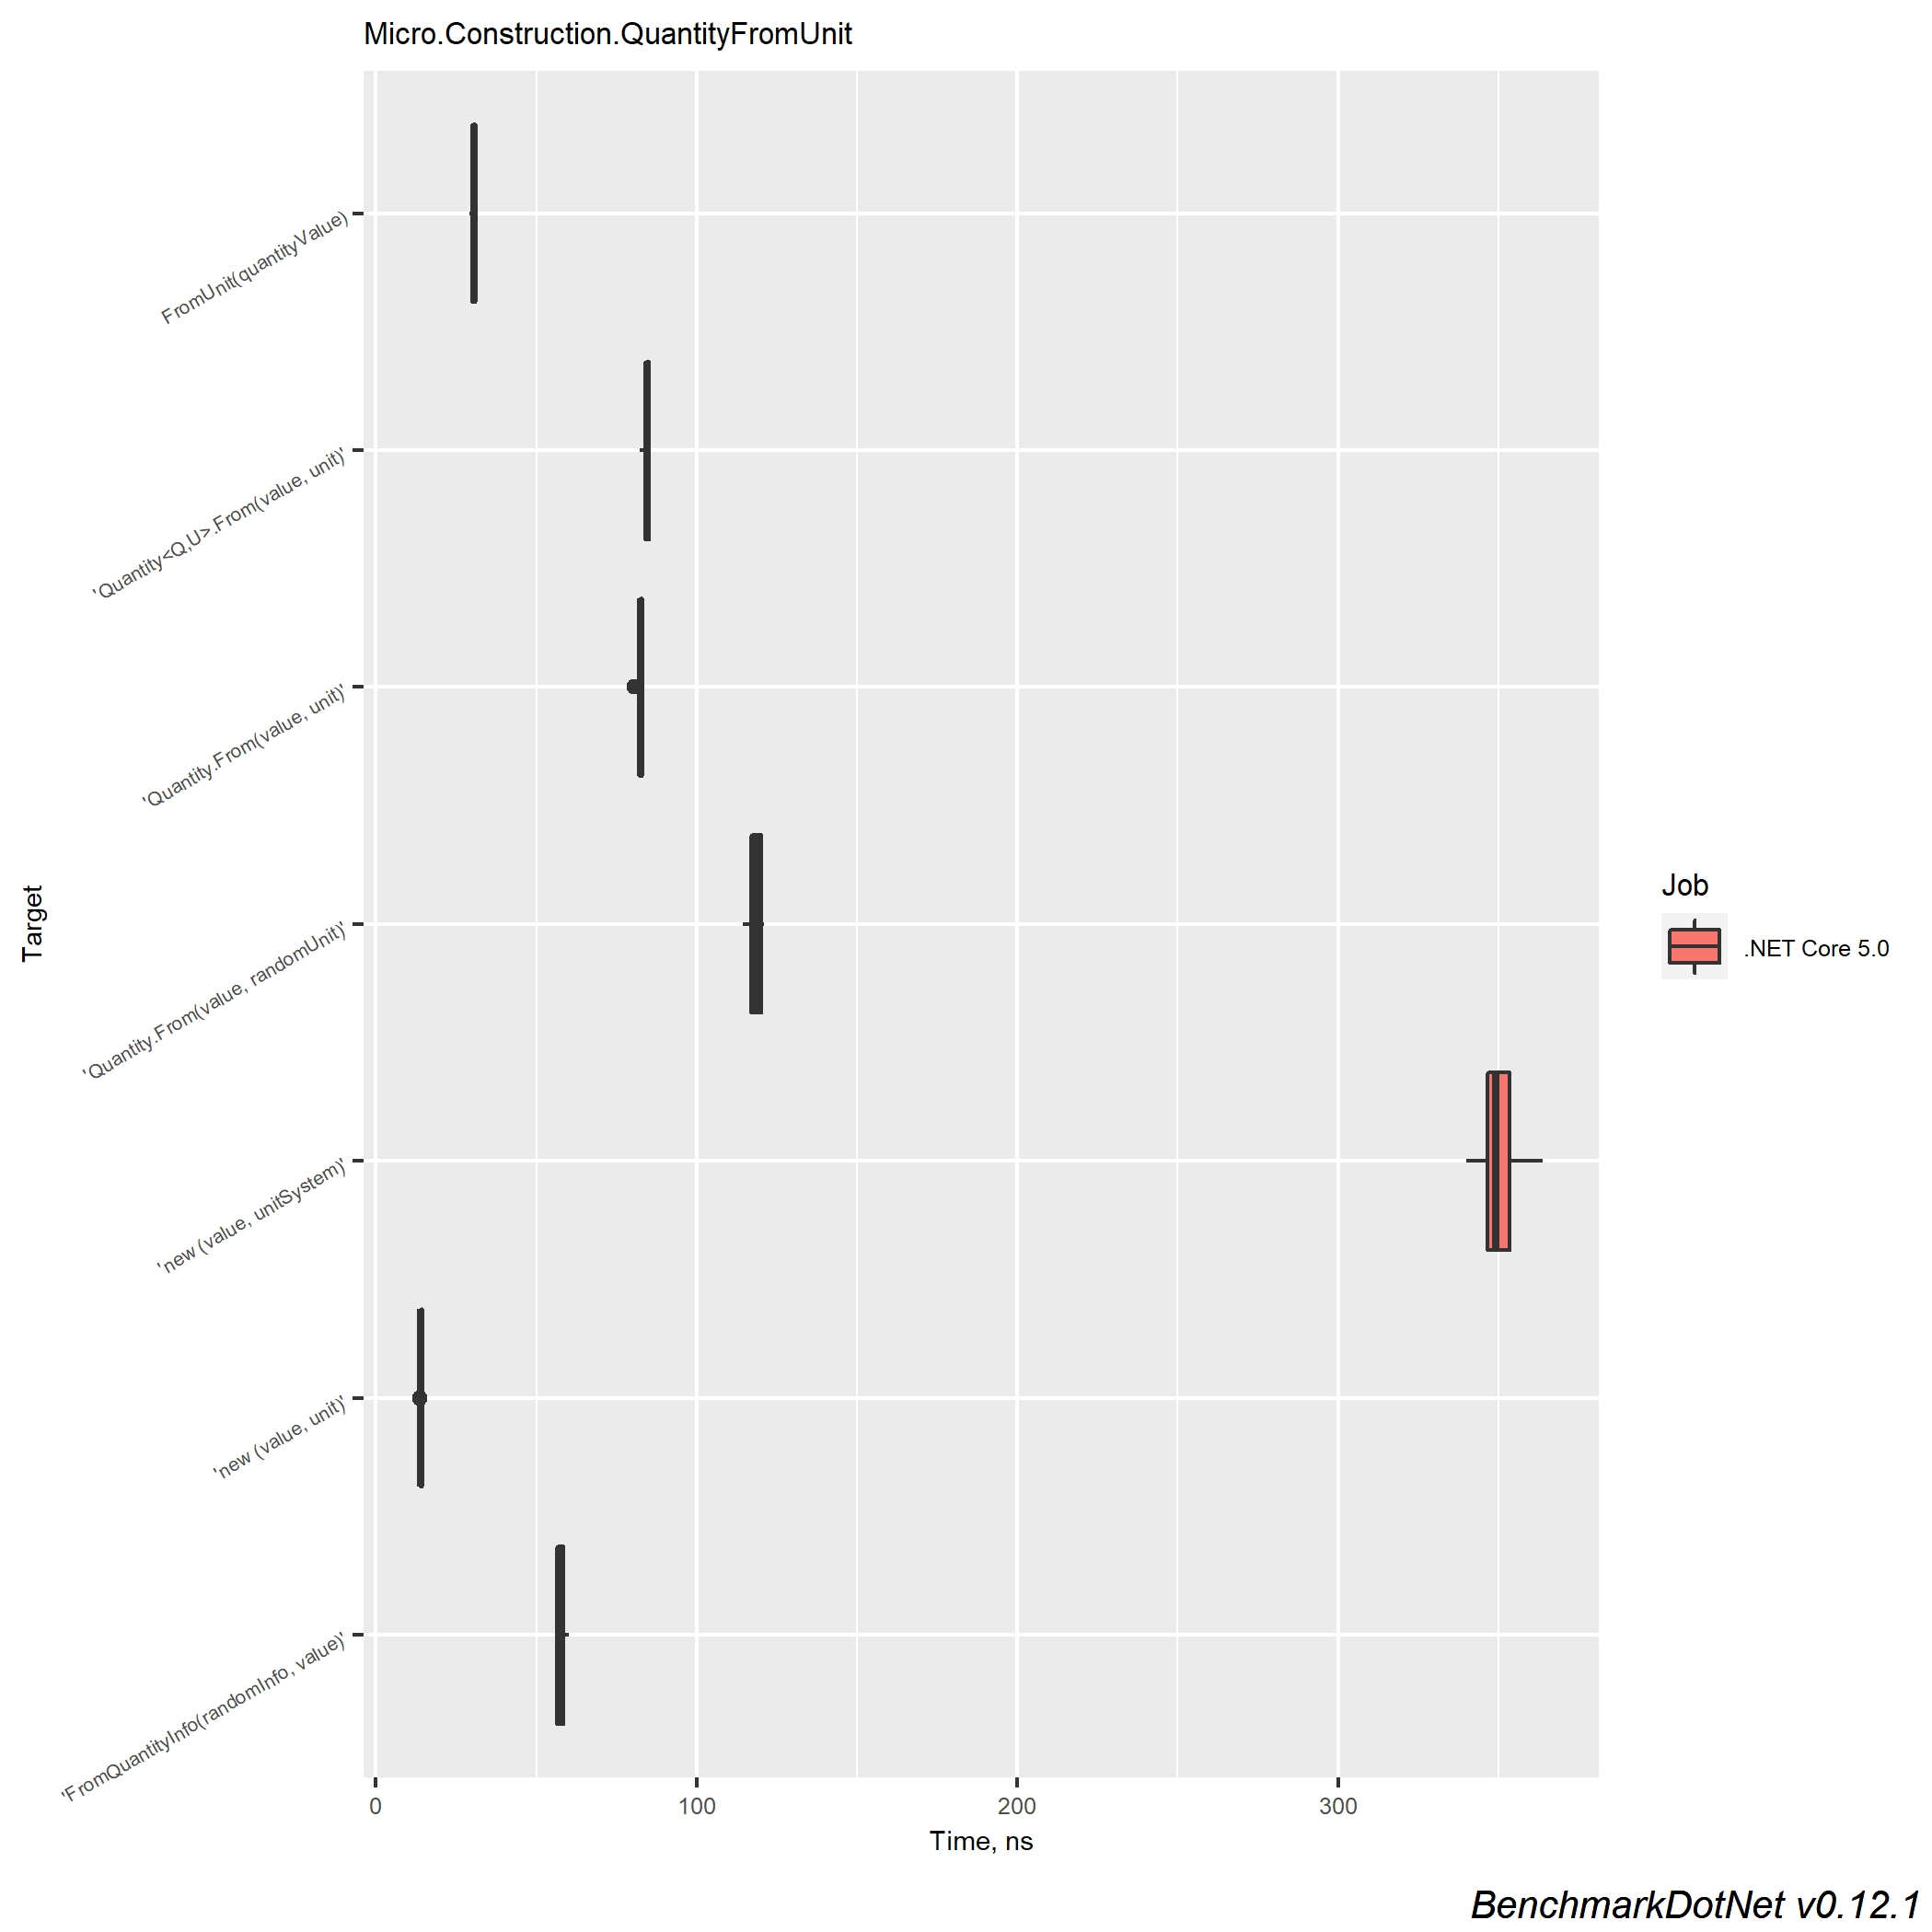 Micro.Construction.QuantityFromUnit
FromUnit(quantityValue)
'Quantity<Q,U>.From(value, unit)'
'Quantity.From(value, unit)'
'Quantity.From(value, randomUnit)'
'new (value, unitSystem)'
'new (value, unit)'
'FromQuantityInfo(randomInfo, value)'
Target
0 100 200 300
Time, ns
Job
.NET Core 5.0
BenchmarkDotNet v0.12.1